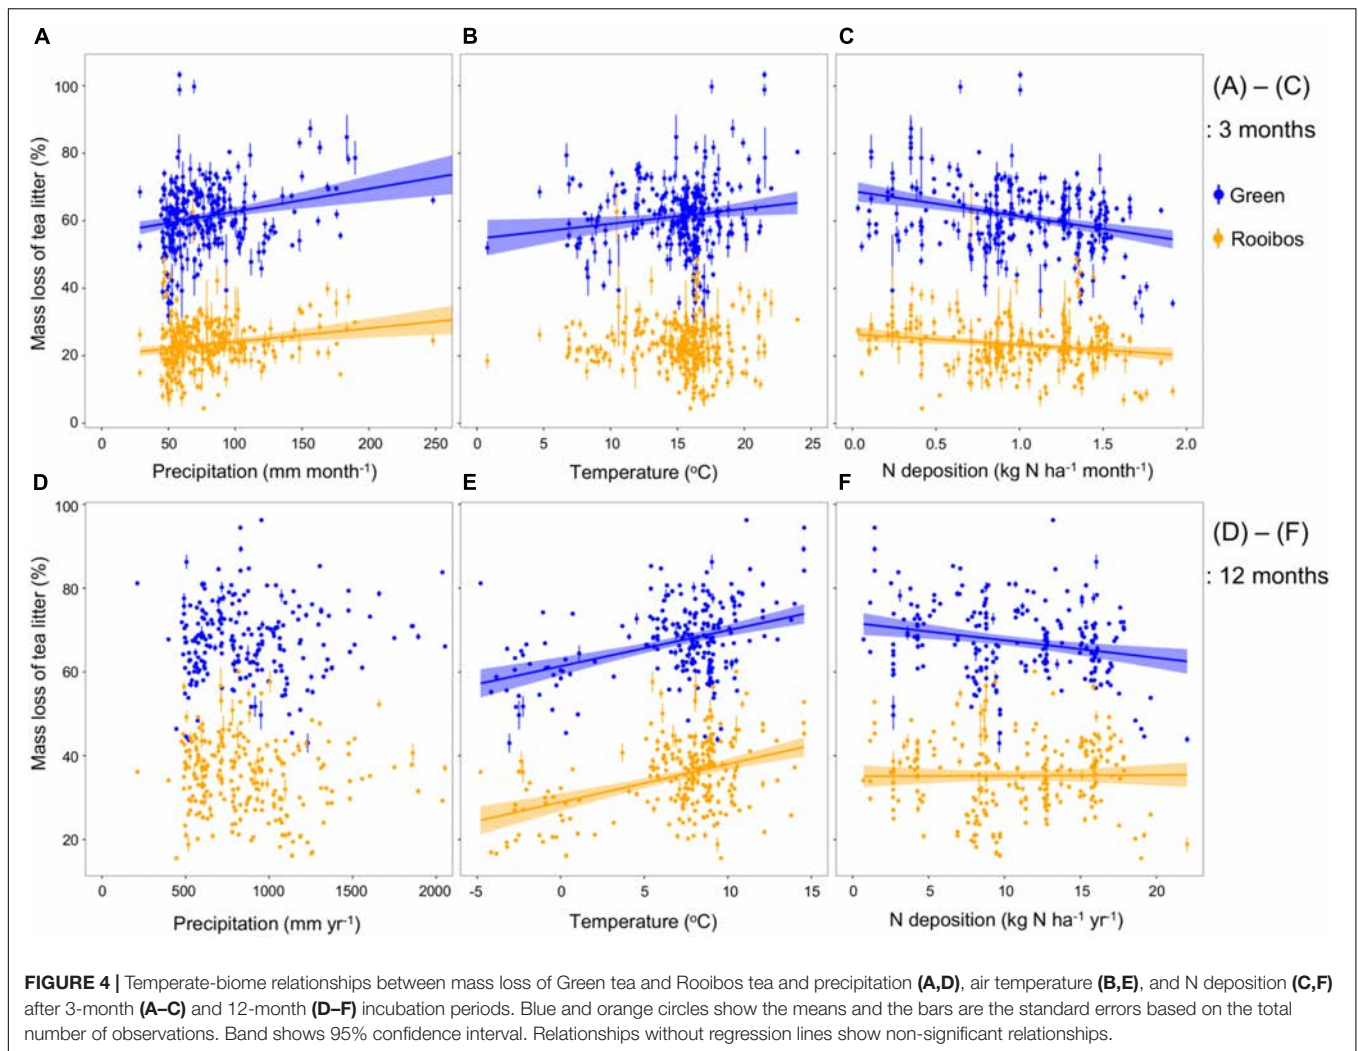 A
B
C
100
80
60
40
20
0
Mass loss of tea litter (%)
0 50 100 150 200 250
Precipitation (mm month-1)
0 5 10 15 20 25
Temperature (oC)
0.0 0.5 1.0 1.5 2.0
N deposition (kg N ha-1 month-1)
(A) – (C)
: 3 months
Green
Rooibos
D
E
F
100
80
60
40
20
Mass loss of tea litter (%)
0 500 1000 1500 2000
Precipitation (mm yr-1)
-5 0 5 10 15
Temperature (oC)
0 5 10 15 20
N deposition (kg N ha-1 yr-1)
(D) – (F)
: 12 months
FIGURE 4 | Temperate-biome relationships between mass loss of Green tea and Rooibos tea and precipitation (A,D), air temperature (B,E), and N deposition (C,F)
after 3-month (A–C) and 12-month (D–F) incubation periods. Blue and orange circles show the means and the bars are the standard errors based on the total
number of observations. Band shows 95% confidence interval. Relationships without regression lines show non-significant relationships.